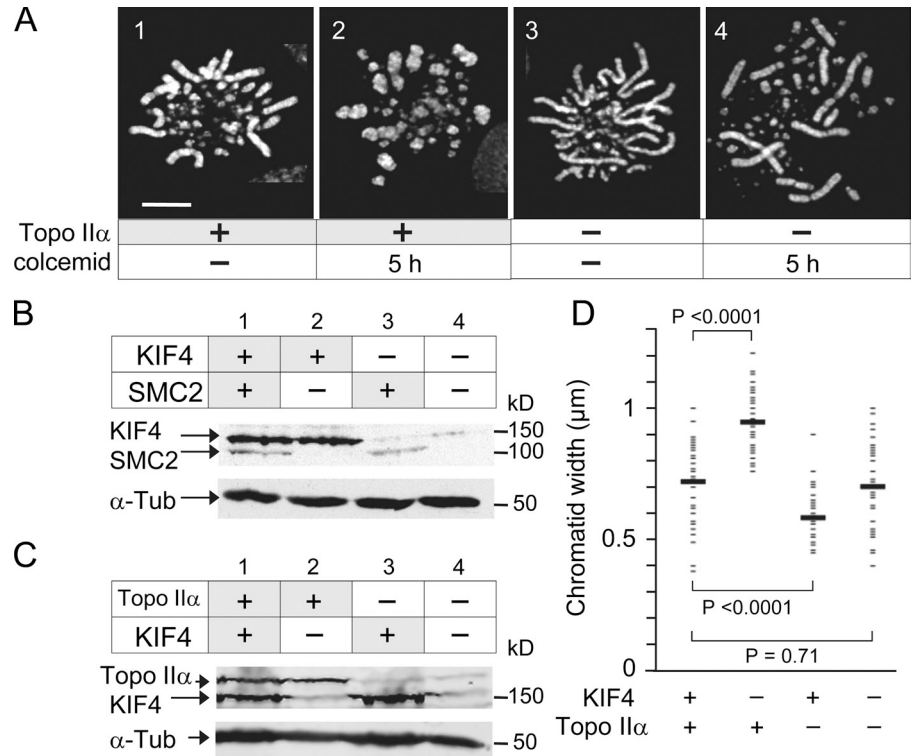 A
1 2 3 4
Topo IIα + + − −
colcemid − 5 h − 5 h
B
1 2 3 4
KIF4 + + − −
SMC2 + − + −
kD
KIF4
SMC2
150
100
α-Tub
50
C
1 2 3 4
Topo IIα + + − −
KIF4 + − + −
kD
Topo IIα
KIF4
150
α-Tub
50
D
P <0.0001
Chromatid width (µm)
1
0.5
0
P <0.0001
P = 0.71
KIF4 + − + −
Topo IIα + + − −